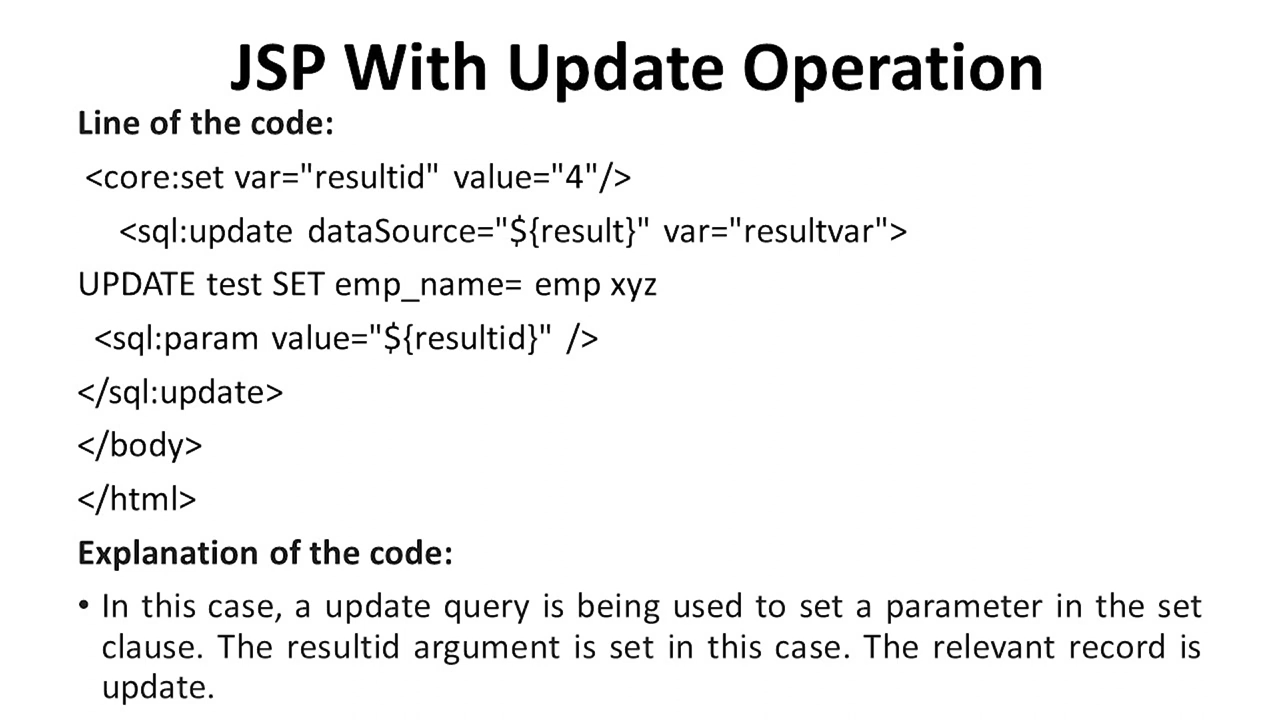 JSP With Update Operation
Line of the code:
<core:set var="resultid" value="4"/>
<sql:update dataSource="${result}" var="resultvar">
UPDATE test SET emp_name= emp xyz
<sql:param value="${resultid}" />
</sql:update>
</body>
</html>
Explanation of the code:
• In this case, a update query is being used to set a parameter in the set
clause. The resultid argument is set in this case. The relevant record is
update.